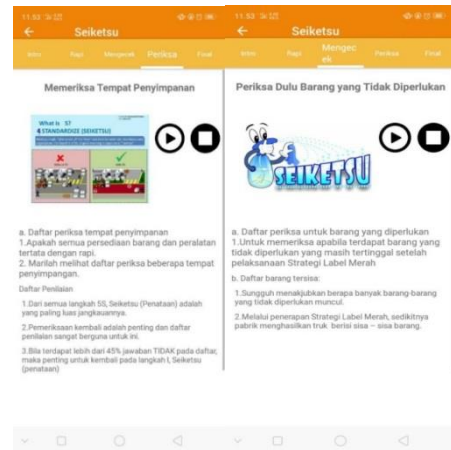 11.53
Seiketsu
Intro Rapi Mengecek Periksa Final
Memeriksa Tempat Penyimpanan
What is 5?
4 STANDARDIZE (SEIKETSU)
a. Daftar periksa tempat penyimpanan
1.Apakah semua persediaan barang dan peralatan
tertata dengan rapi.
2. Marilah melihat daftar periksa beberapa tempat
penyimpangan.
Daftar Penilaian
1.Dari semua langkah 5S, Seiketsu (Penataan) adalah
yang paling luas jangkauannya.
2.Pemeriksaan kembali adalah penting dan daftar
penilaian sangat berguna untuk ini.
3.Bila terdapat lebih dari 45% jawaban TIDAK pada daftar,
maka penting untuk kembali pada langkah I, Seiketsu
(penataan)
11.53
Seiketsu
Intro Rapi Mengec
ek Periksa Final
Periksa Dulu Barang yang Tidak Diperlukan
SEIKETSU
a. Daftar periksa untuk barang yang diperlukan
1.Untuk memeriksa apabila terdapat barang yang
tidak diperlukan yang masih tertinggal setelah
pelaksanaan Strategi Label Merah.
b. Daftar barang tersisa:
1.Sungguh menakjubkan berapa banyak barang-barang
yang tidak diperlukan muncul.
2.Melalui penerapan Strategi Label Merah, sedikitnya
pabrik menghasilkan truk berisi sisa – sisa barang.